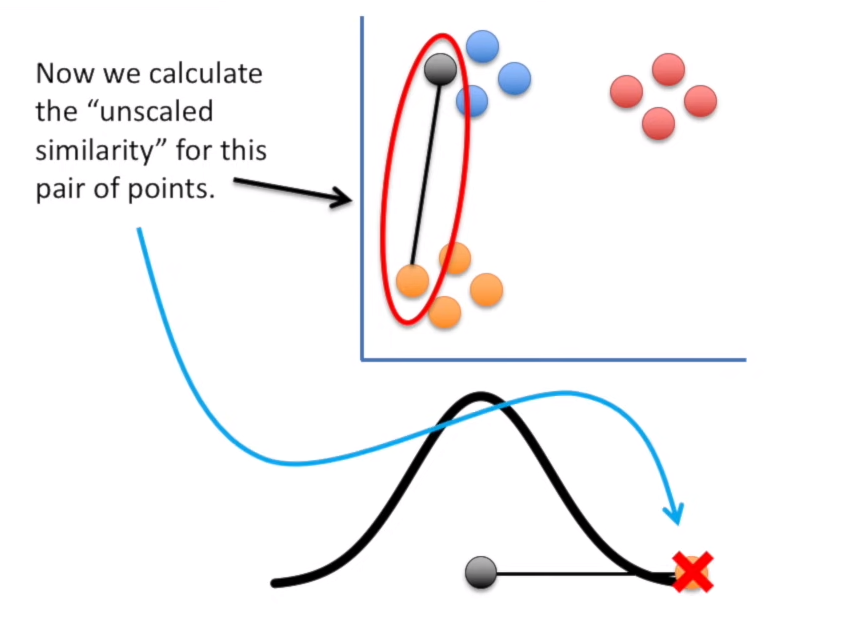 Now we calculate
the “unscaled
similarity” for this
pair of points.